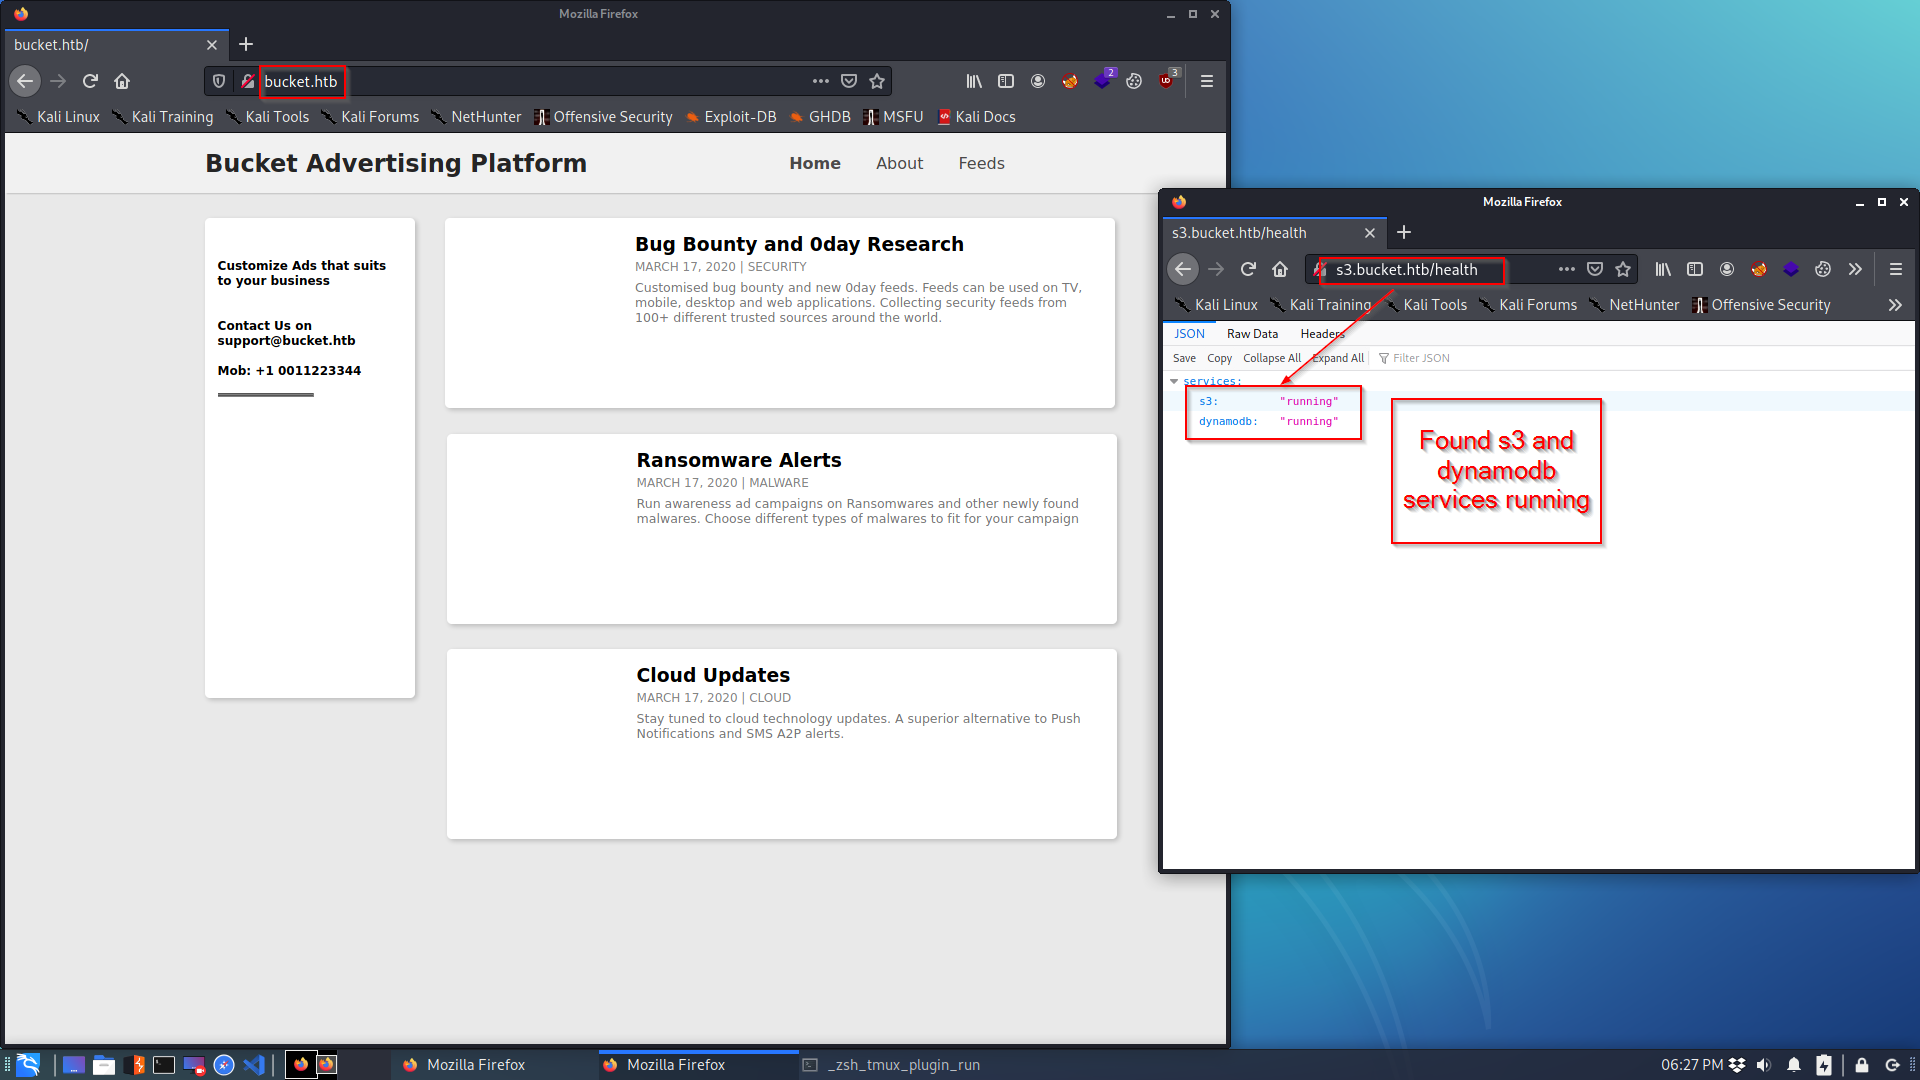 Mozilla Firefox
bucket.htb/
bucket.htb
2
3
Kali Linux Kali Training Kali Tools Kali Forums NetHunter Offensive Security Exploit-DB GHDB MSFU Kali Docs
Bucket Advertising Platform
Home About Feeds
Customize Ads that suits
to your business
Contact Us on
support@bucket.htb
Mob: +1 0011223344
Bug Bounty and 0day Research
MARCH 17, 2020 | SECURITY
Customised bug bounty and new 0day feeds. Feeds can be used on TV,
mobile, desktop and web applications. Collecting security feeds from
100+ different trusted sources around the world.
Ransomware Alerts
MARCH 17, 2020 | MALWARE
Run awareness ad campaigns on Ransomwares and other newly found
malwares. Choose different types of malwares to fit for your campaign
Cloud Updates
MARCH 17, 2020 | CLOUD
Stay tuned to cloud technology updates. A superior alternative to Push
Notifications and SMS A2P alerts.
Mozilla Firefox
s3.bucket.htb/health
s3.bucket.htb/health
Kali Linux Kali Training Kali Tools Kali Forums NetHunter Offensive Security
JSON Raw Data Headers
Save Copy Collapse All Expand All Filter JSON
services:
s3: "running"
dynamodb: "running"
Found s3 and
dynamodb
services running
Mozilla Firefox Mozilla Firefox _zsh_tmux_plugin_run 06:27 PM